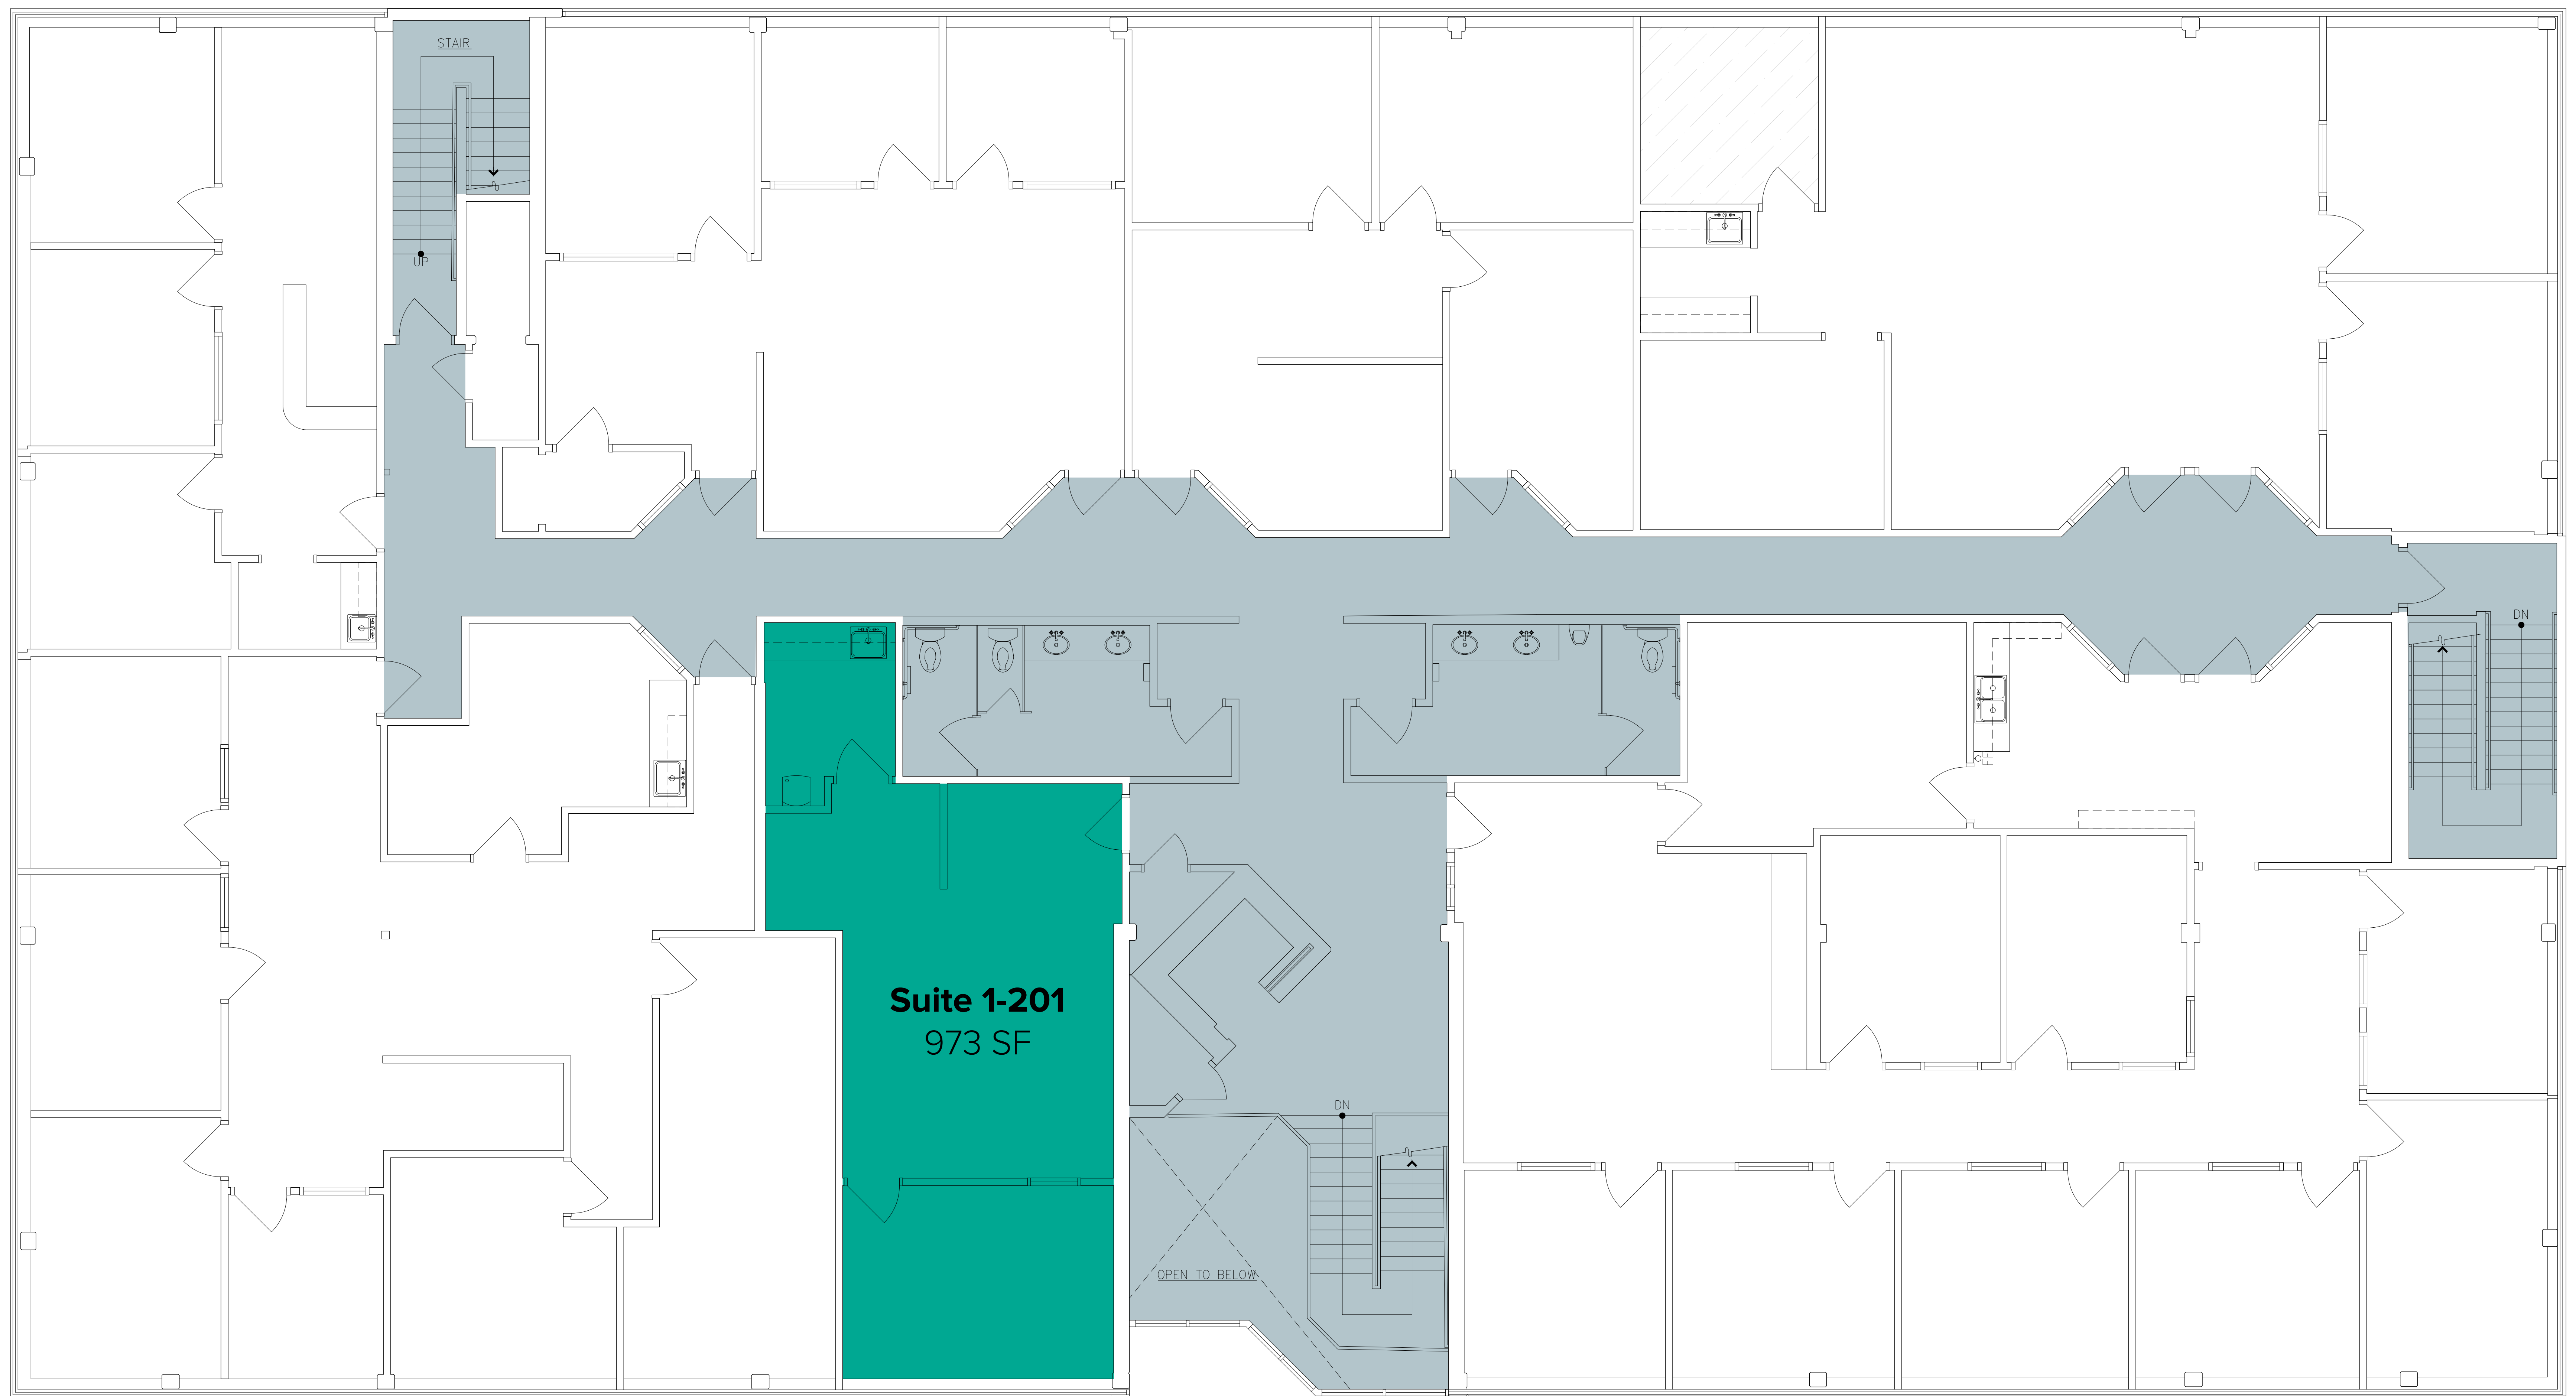 STAIR
UP
DN
Suite 1-201
973 SF
DN
OPEN TO BELOW